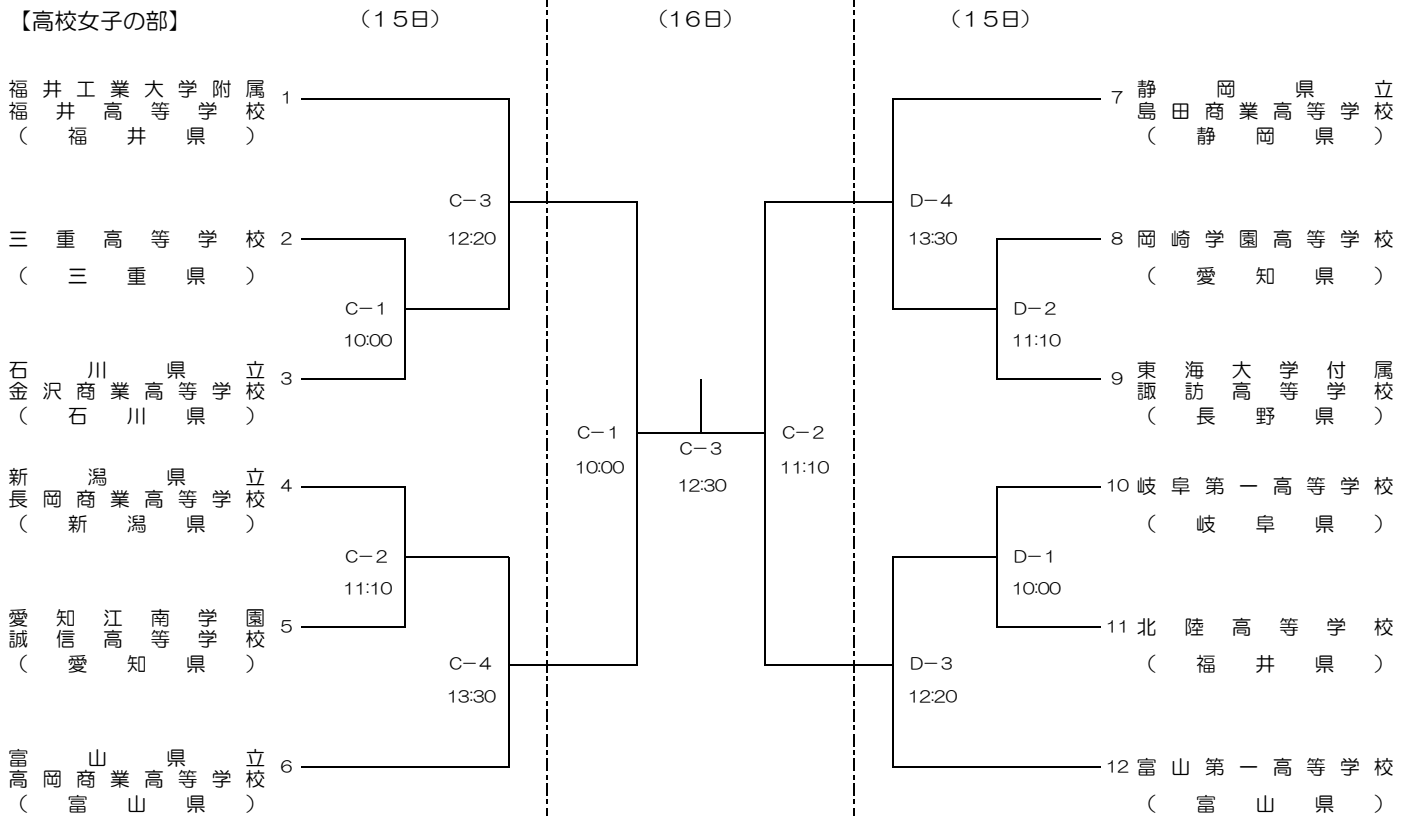 【高校女子の部】
（１５日）
（１６日）
（１５日）
福井工業大学附属
福井高等学校
（福井県）
1
三重高等学校
（三重県）
2
石川県立
金沢商業高等学校
（石川県）
3
新潟県立
長岡商業高等学校
（新潟県）
4
愛知江南学園
誠信高等学校
（愛知県）
5
富山県立
高岡商業高等学校
（富山県）
6
C－1
10:00
C－2
11:10
C－3
12:20
C－4
13:30
C－1
10:00
C－3
12:30
C－2
11:10
D－4
13:30
D－3
12:20
D－2
11:10
D－1
10:00
7
静岡県立
島田商業高等学校
（静岡県）
8
岡崎学園高等学校
（愛知県）
9
東海大学付属
諏訪高等学校
（長野県）
10
岐阜第一高等学校
（岐阜県）
11
北陸高等学校
（福井県）
12
富山第一高等学校
（富山県）